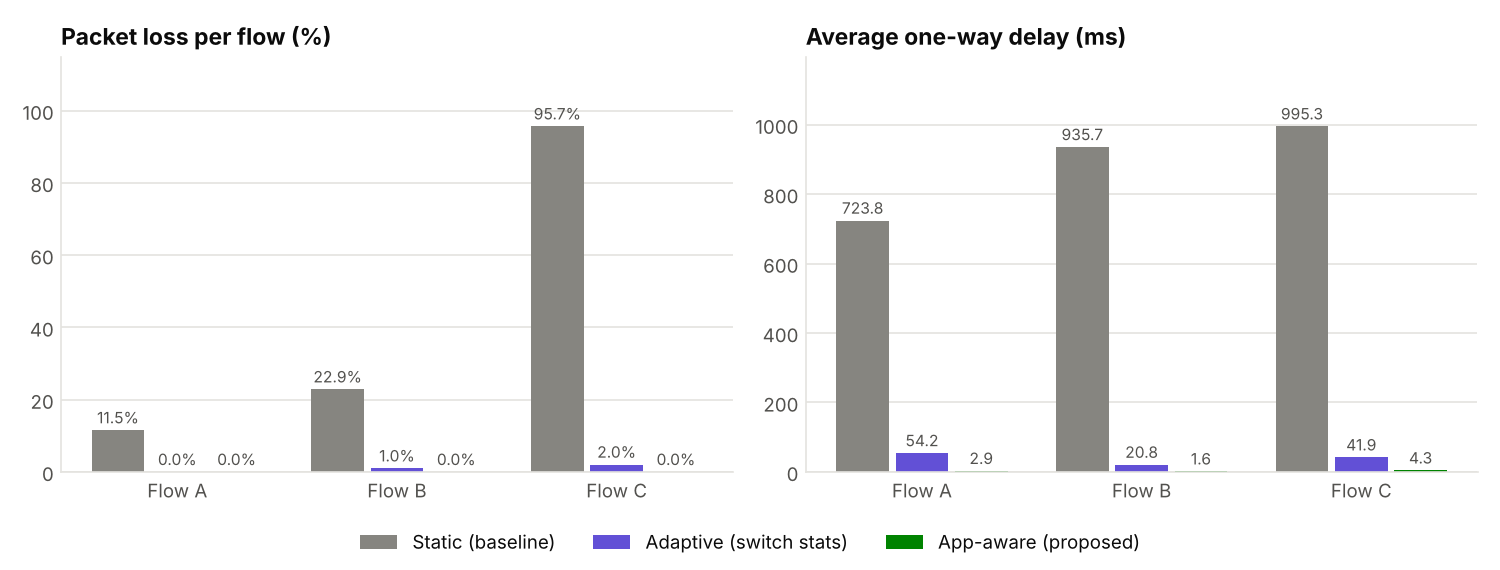 Packet loss per flow (%)
100
80
60
40
20
0
95.7%
22.9%
11.5%
0.0%
0.0%
1.0%
0.0%
2.0%
0.0%
Flow A
Flow B
Flow C
Average one-way delay (ms)
1000
800
600
400
200
0
723.8
54.2
2.9
935.7
20.8
1.6
995.3
41.9
4.3
Flow A
Flow B
Flow C
Static (baseline)
Adaptive (switch stats)
App-aware (proposed)